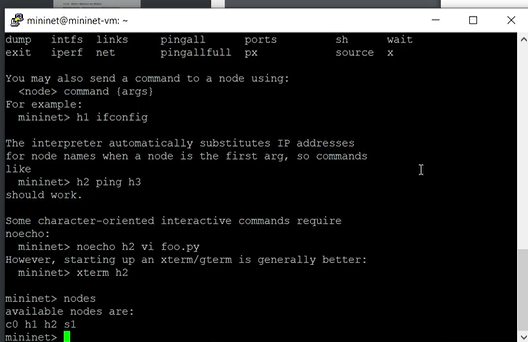 mininet@mininet-vm: ~
dump intfs links pingall ports sh wait
exit iperf net pingallfull px source x
You may also send a command to a node using:
<node> command {args}
For example:
mininet> h1 ifconfig
The interpreter automatically substitutes IP addresses
for node names when a node is the first arg, so commands
like
mininet> h2 ping h3
should work.
Some character-oriented interactive commands require
noecho:
mininet> noecho h2 vi foo.py
However, starting up an xterm/gterm is generally better:
mininet> xterm h2
mininet> nodes
available nodes are:
c0 h1 h2 s1
mininet>